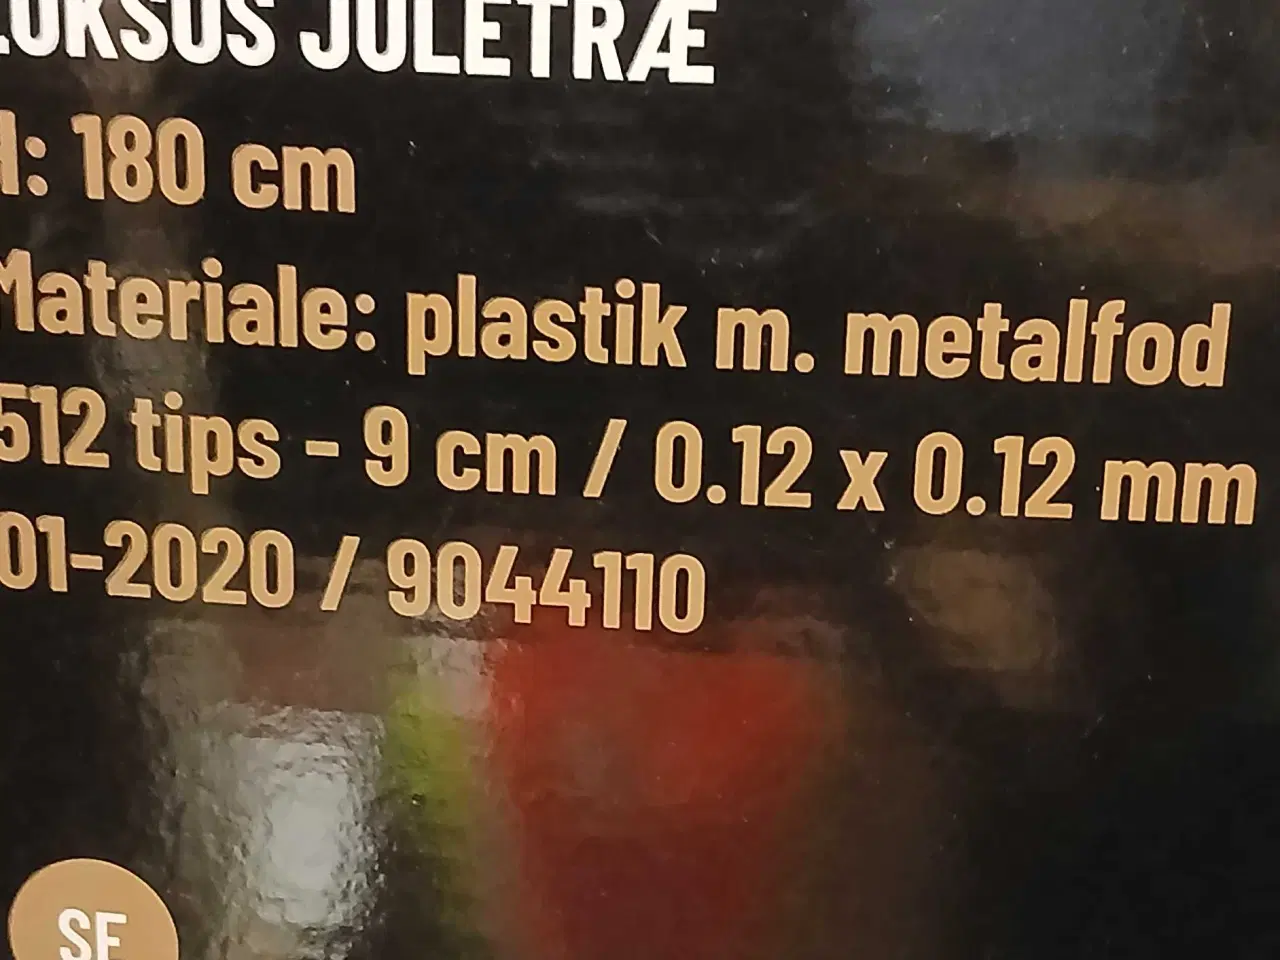 LUKSUS JULETRÆ
H: 180 cm
Materiale: plastik m. metalfod
512 tips - 9 cm / 0.12 x 0.12 mm
01-2020 / 9044110
SE